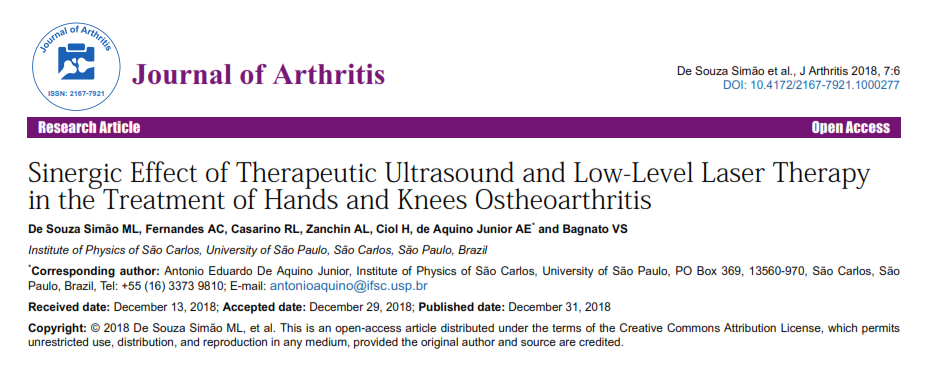 Journal of Arthritis
ISSN: 2167-7921
Journal of Arthritis
De Souza Simão et al., J Arthritis 2018, 7:6
DOI: 10.4172/2167-7921.1000277
Research Article
Open Access
Sinergic Effect of Therapeutic Ultrasound and Low-Level Laser Therapy
in the Treatment of Hands and Knees Ostheoarthritis
De Souza Simão ML, Fernandes AC, Casarino RL, Zanchin AL, Ciol H, de Aquino Junior AE* and Bagnato VS
Institute of Physics of São Carlos, University of São Paulo, São Carlos, São Paulo, Brazil
*Corresponding author: Antonio Eduardo De Aquino Junior, Institute of Physics of São Carlos, University of São Paulo, PO Box 369, 13560-970, São Carlos, São
Paulo, Brazil, Tel: +55 (16) 3373 9810; E-mail: antonioaquino@ifsc.usp.br
Received date: December 13, 2018; Accepted date: December 29, 2018; Published date: December 31, 2018
Copyright: © 2018 De Souza Simão ML, et al. This is an open-access article distributed under the terms of the Creative Commons Attribution License, which permits
unrestricted use, distribution, and reproduction in any medium, provided the original author and source are credited.